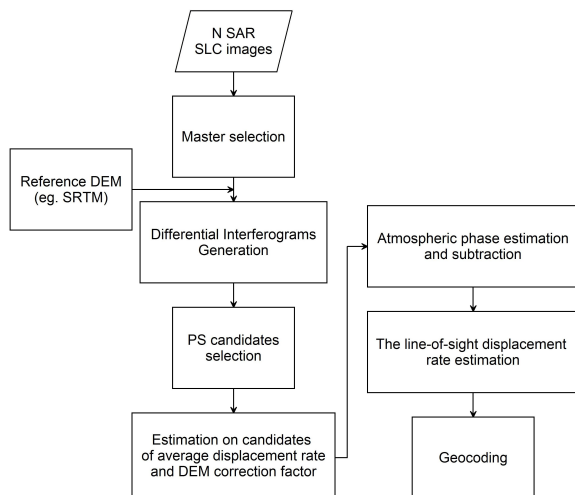 N SAR
SLC images
Master selection
Reference DEM
(eg. SRTM)
Differential Interferograms
Generation
PS candidates
selection
Estimation on candidates
of average displacement rate
and DEM correction factor
Atmospheric phase estimation
and subtraction
The line-of-sight displacement
rate estimation
Geocoding